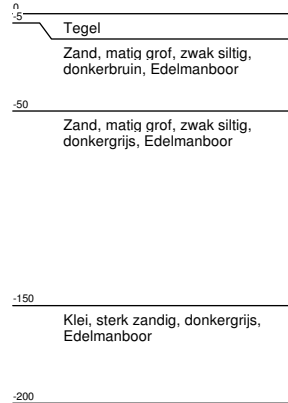 0
-5
Tegel
Zand, matig grof, zwak siltig,
donkerbruin, Edelmanboor
-50
Zand, matig grof, zwak siltig,
donkergrijs, Edelmanboor
-150
Klei, sterk zandig, donkergrijs,
Edelmanboor
-200